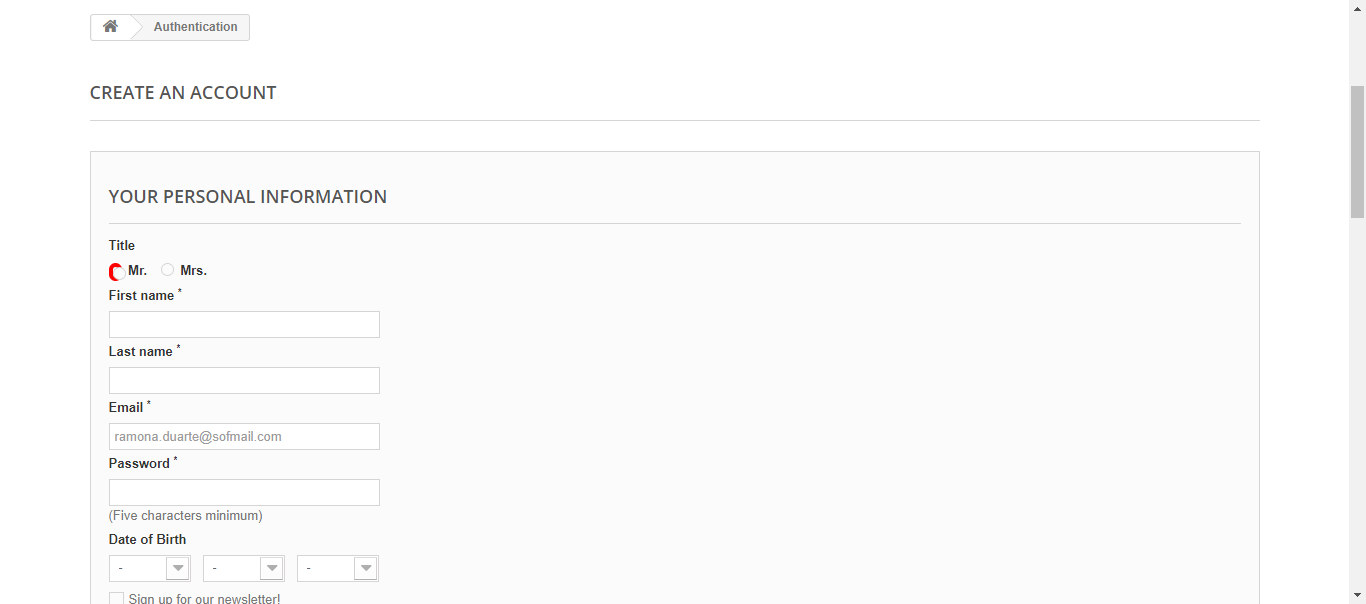 Authentication
CREATE AN ACCOUNT
YOUR PERSONAL INFORMATION
Title
Mr. Mrs.
First name *
Last name *
Email *
ramona.duarte@sofmail.com
Password *
(Five characters minimum)
Date of Birth
- - -
Sign up for our newsletter!